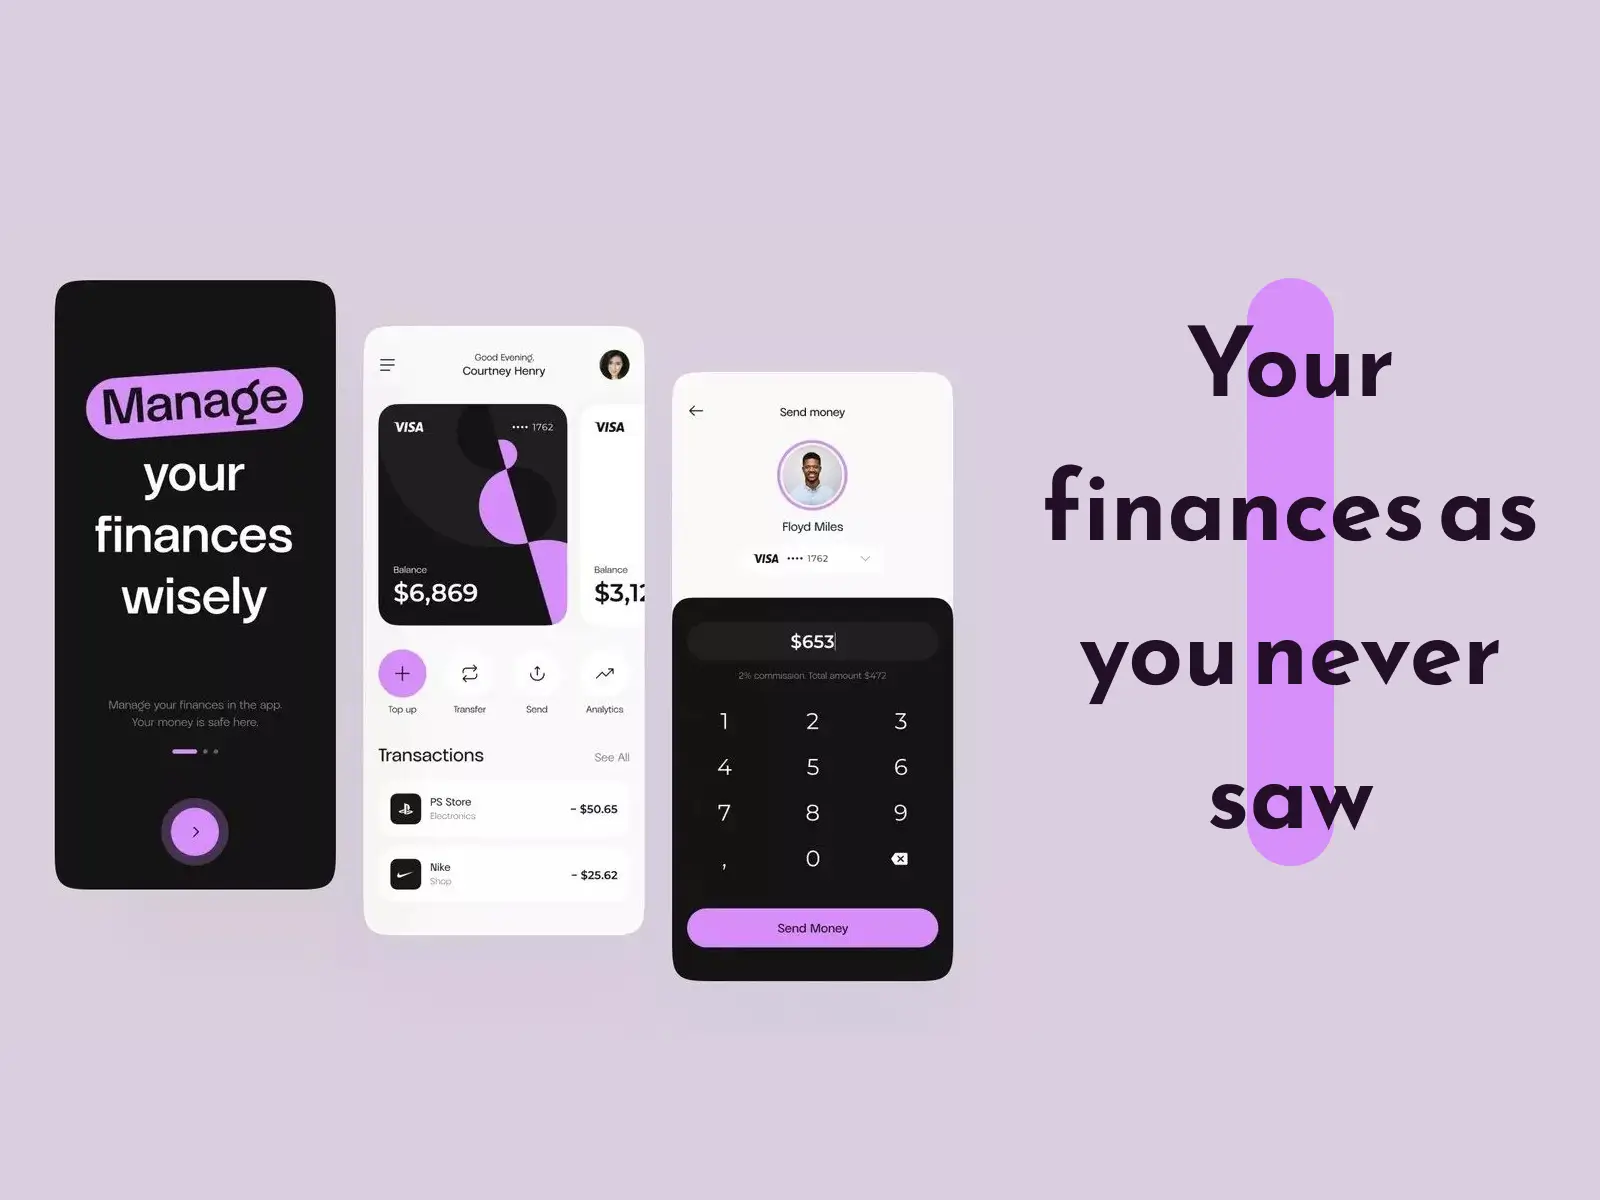 Manage
your
finances
wisely
Manage your finances in the app.
Your money is safe here.
Good Evening,
Courtney Henry
VISA •••• 1762
Balance
$6,869
VISA
Balance
$3,12
Top up Transfer Send Analytics
Transactions See All
PS Store
Electronics
- $50.65
Nike
Shop
- $25.62
Send money
Floyd Miles
VISA •••• 1762
$653
2% commission. Total amount $472
1 2 3
4 5 6
7 8 9
, 0
Send Money
Your
finances as
you never
saw